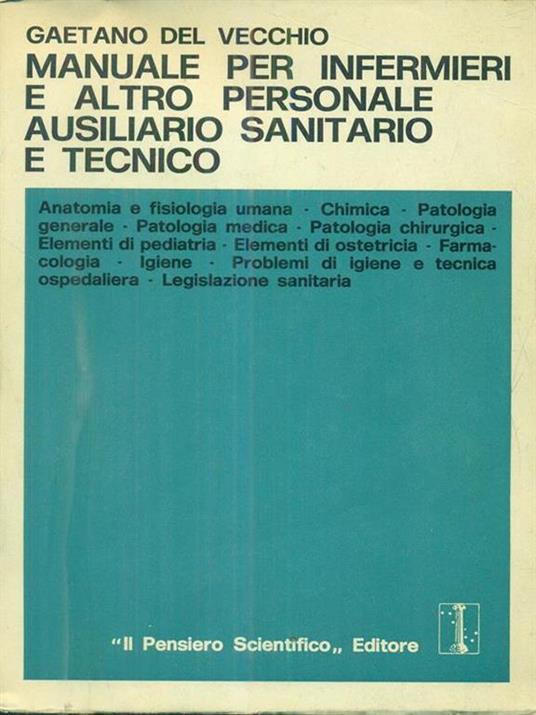 GAETANO DEL VECCHIO
MANUALE PER INFERMIERI
E ALTRO PERSONALE
AUSILIARIO SANITARIO
E TECNICO
Anatomia e fisiologia umana - Chimica - Patologia
generale - Patologia medica - Patologia chirurgica -
Elementi di pediatria - Elementi di ostetricia - Farma-
cologia - Igiene - Problemi di igiene e tecnica
ospedaliera - Legislazione sanitaria
“Il Pensiero Scientifico„ Editore